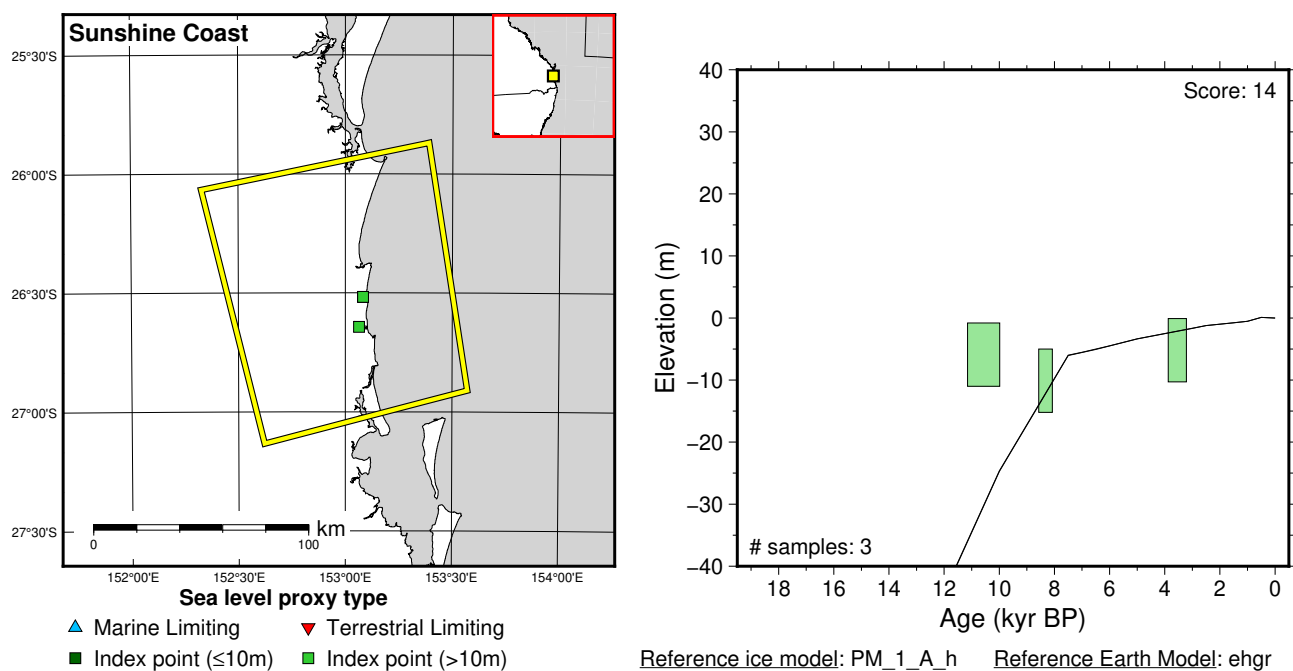 Sunshine Coast
25°30'S
26°00'S
26°30'S
27°00'S
27°30'S
km
0 100
152°00'E 152°30'E 153°00'E 153°30'E 154°00'E
Sea level proxy type
Marine Limiting Terrestrial Limiting
Index point (≤10m) Index point (>10m)
Score: 14
40
30
20
10
0
−10
−20
−30
−40
Elevation (m)
# samples: 3
18 16 14 12 10 8 6 4 2 0
Age (kyr BP)
Reference ice model: PM_1_A_h Reference Earth Model: ehgr